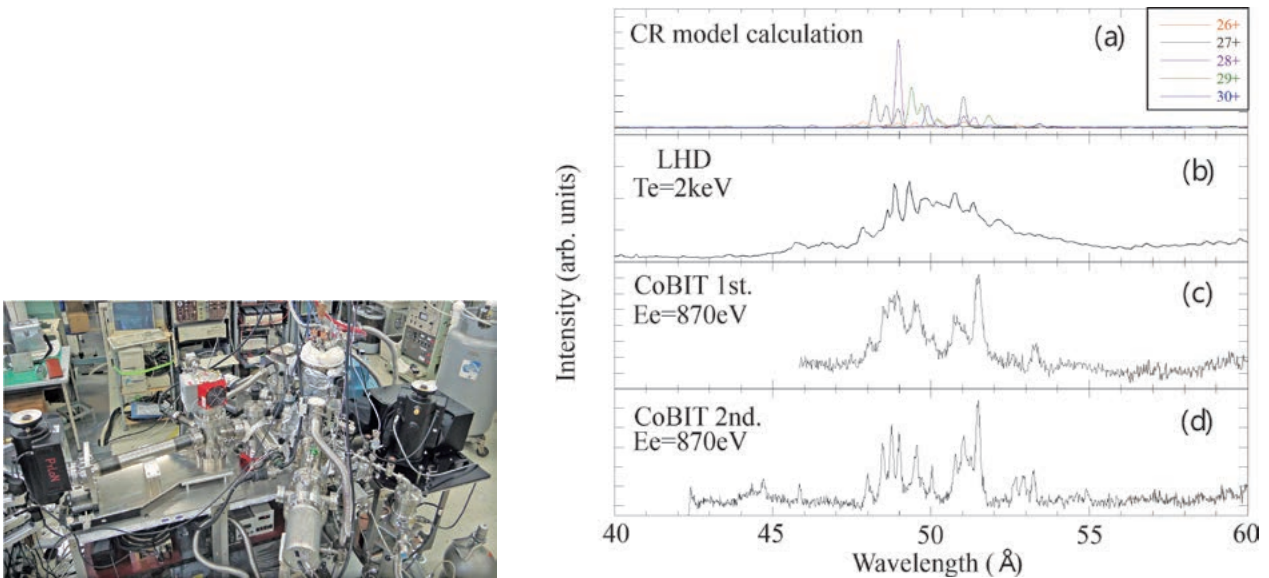 CR model calculation
(a)
26+
27+
28+
29+
30+
LHD
Te=2keV
(b)
CoBIT 1st.
Ee=870eV
(c)
CoBIT 2nd.
Ee=870eV
(d)
Intensity (arb. units)
40 45 50 55 60
Wavelength ( Å)